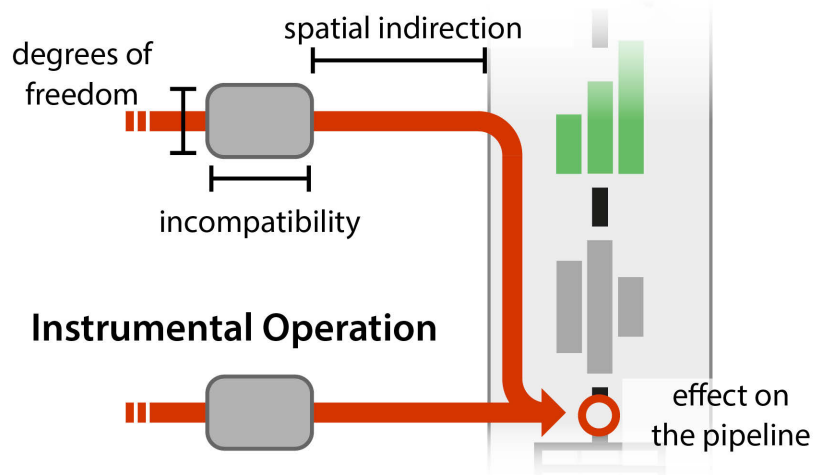 spatial indirection
degrees of
freedom
incompatibility
Instrumental Operation
effect on
the pipeline